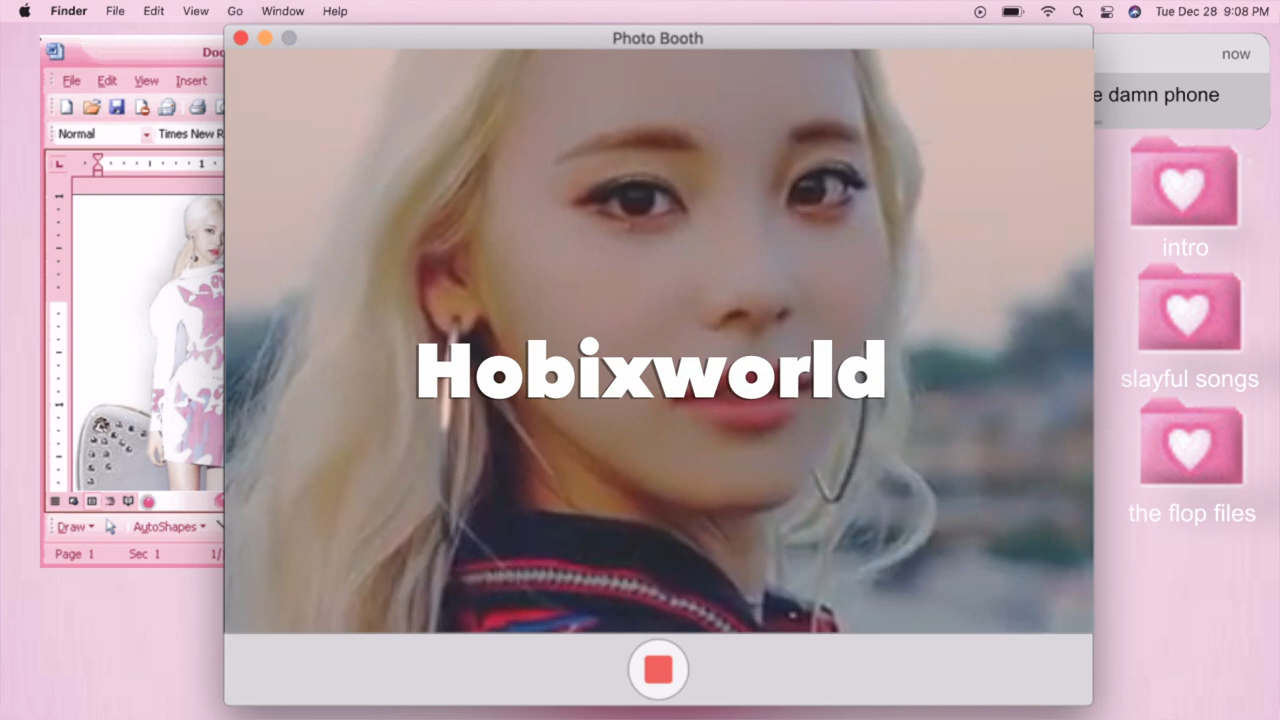 Finder File Edit View Go Window Help
Tue Dec 28 9:08 PM
Photo Booth
now
damn phone
File Edit View Insert
Normal
Times New
intro
slayful songs
the flop files
Hobixworld
Draw
AutoShapes
Page 1 Sec 1